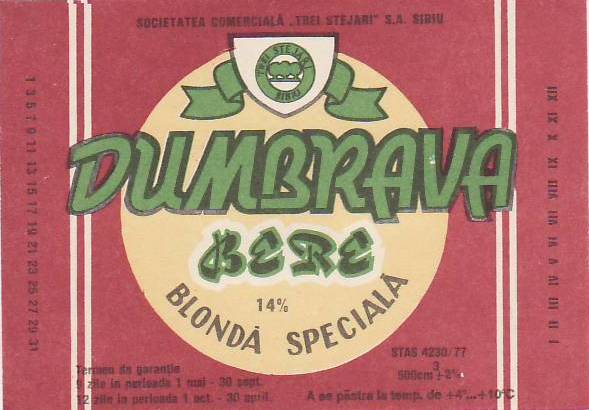 SOCIETATEA COMERCIALĂ „TREI STEJARI" S.A. SIBIU
TREI STEJARI
SIBIU
DUMBRAVA
BERE
14%
BLONDĂ SPECIALĂ
1 3 5 7 9 11 13 15 17 19 21 23 25 27 29 31
XII XI X IX VIII VII VI V IV III II I
Termen de garanție
9 zile în perioada 1 mai - 30 sept.
12 zile în perioada 1 oct. - 30 april.
STAS 4230/77
500cm³ ±2%
A se păstra la temp. de +4°...+10°C